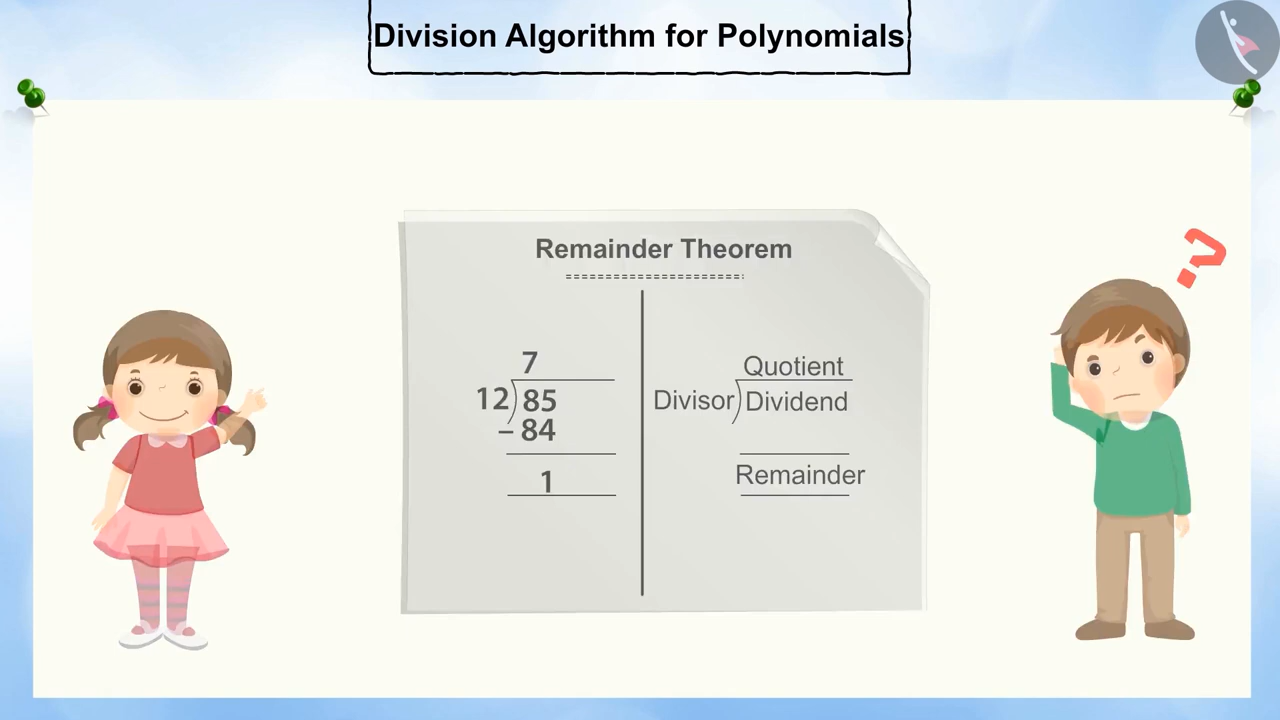 Division Algorithm for Polynomials
?
Remainder Theorem
7
12 85
– 84
1
Quotient
Divisor Dividend
Remainder